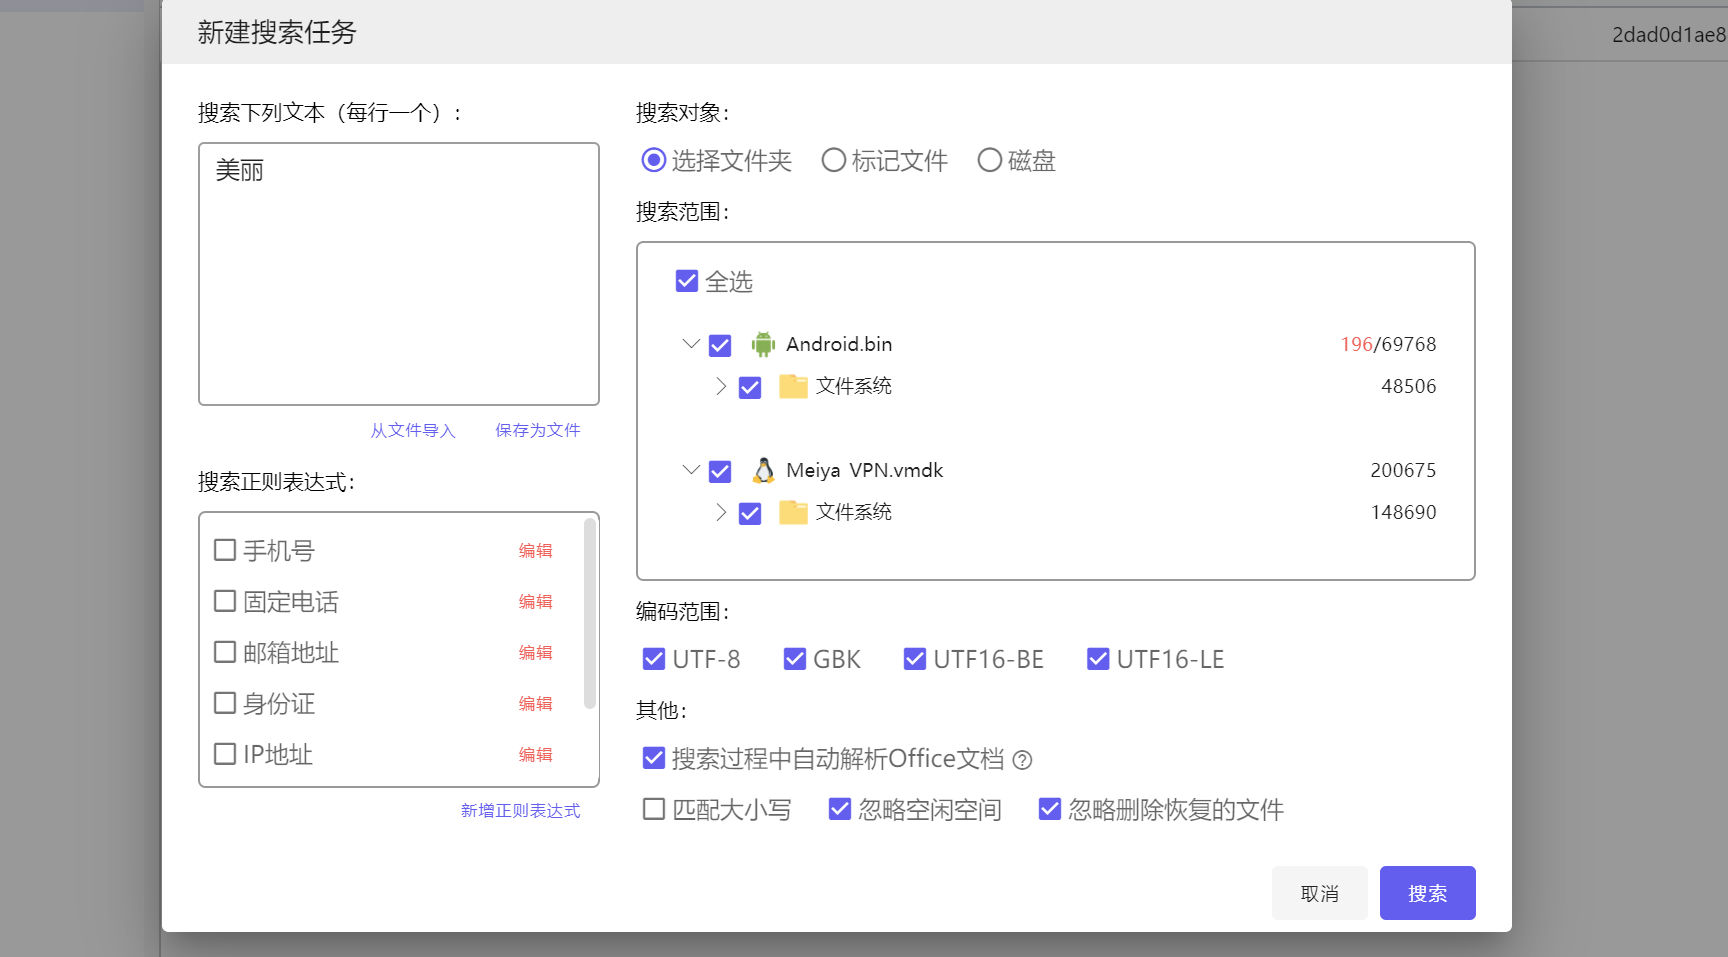 新建搜索任务
2dad0d1ae8
搜索下列文本（每行一个）:
美丽
从文件导入 保存为文件
搜索正则表达式:
手机号 编辑
固定电话 编辑
邮箱地址 编辑
身份证 编辑
IP地址 编辑
新增正则表达式
搜索对象:
选择文件夹 标记文件 磁盘
搜索范围:
全选
Android.bin 196/69768
文件系统 48506
Meiya VPN.vmdk 200675
文件系统 148690
编码范围:
UTF-8 GBK UTF16-BE UTF16-LE
其他:
搜索过程中自动解析Office文档 ?
匹配大小写 忽略空闲空间 忽略删除恢复的文件
取消 搜索